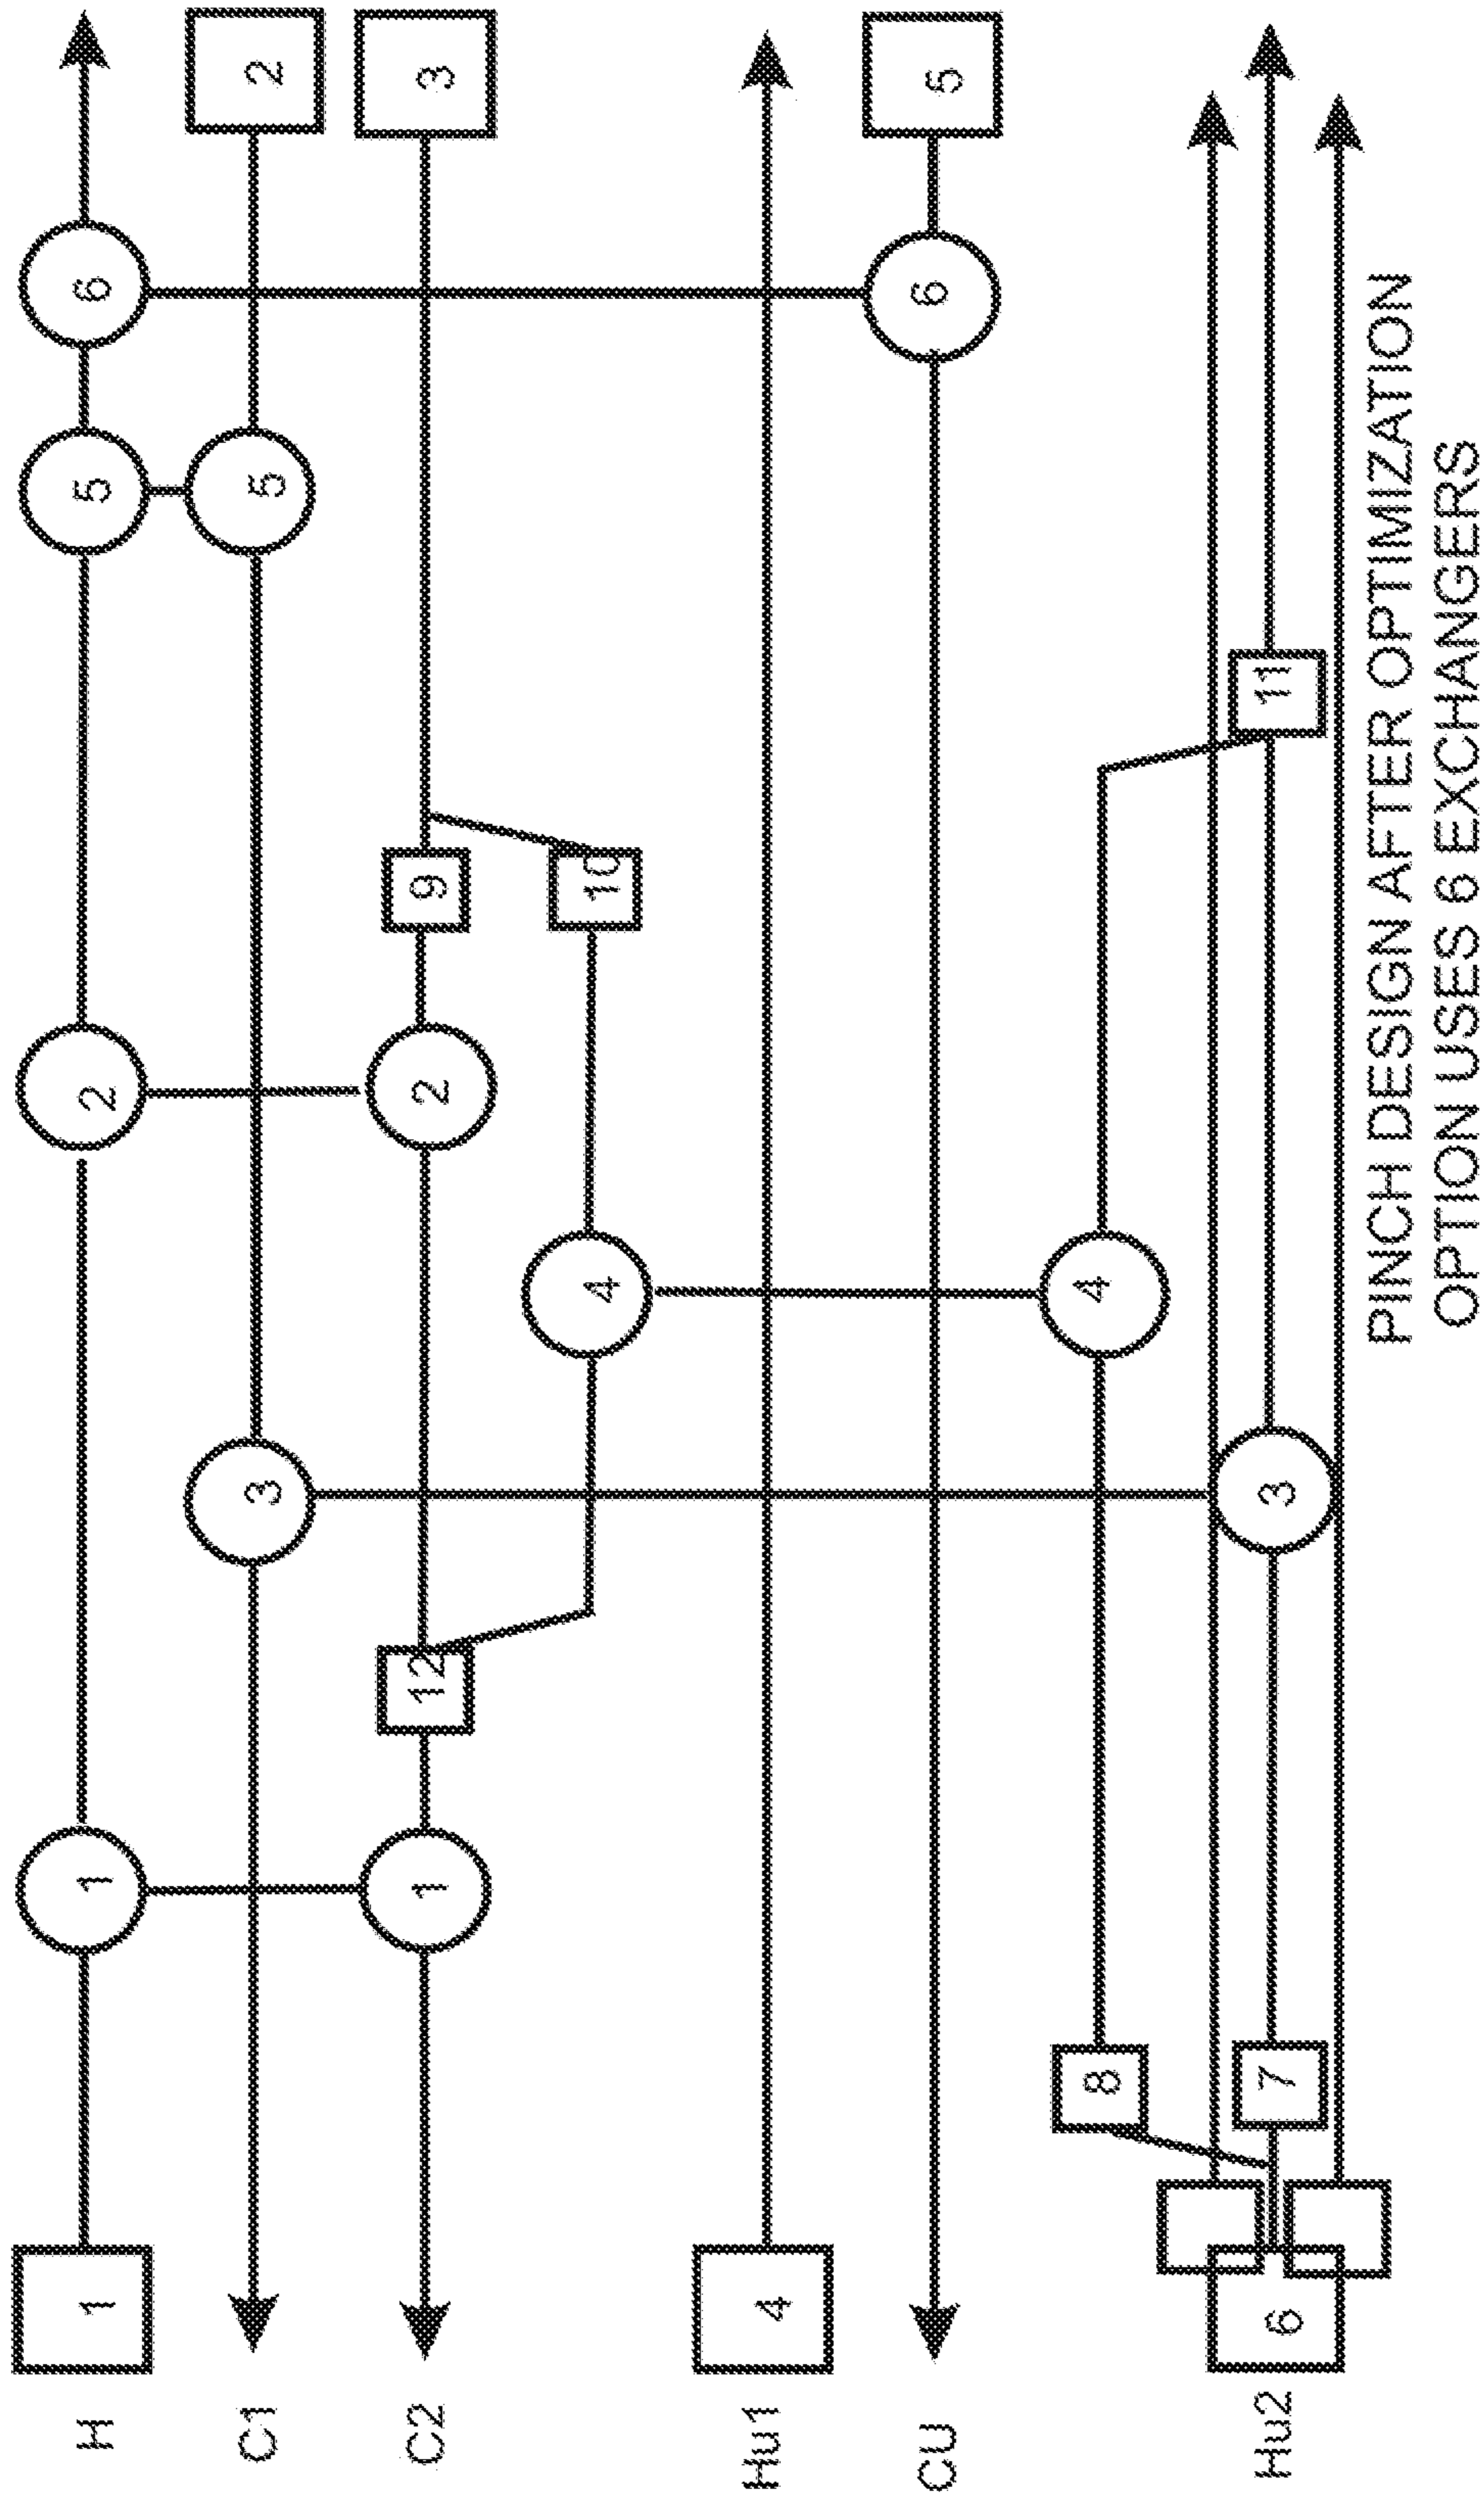 H 1 1 2 5 6
C1 3 5 2
C2 1 12 2 9 3
4 10
Hu1 4
CU 6 5
8 4
Hu2 6 7 3 11
PINCH DESIGN AFTER OPTIMIZATION
OPTION USES 6 EXCHANGERS